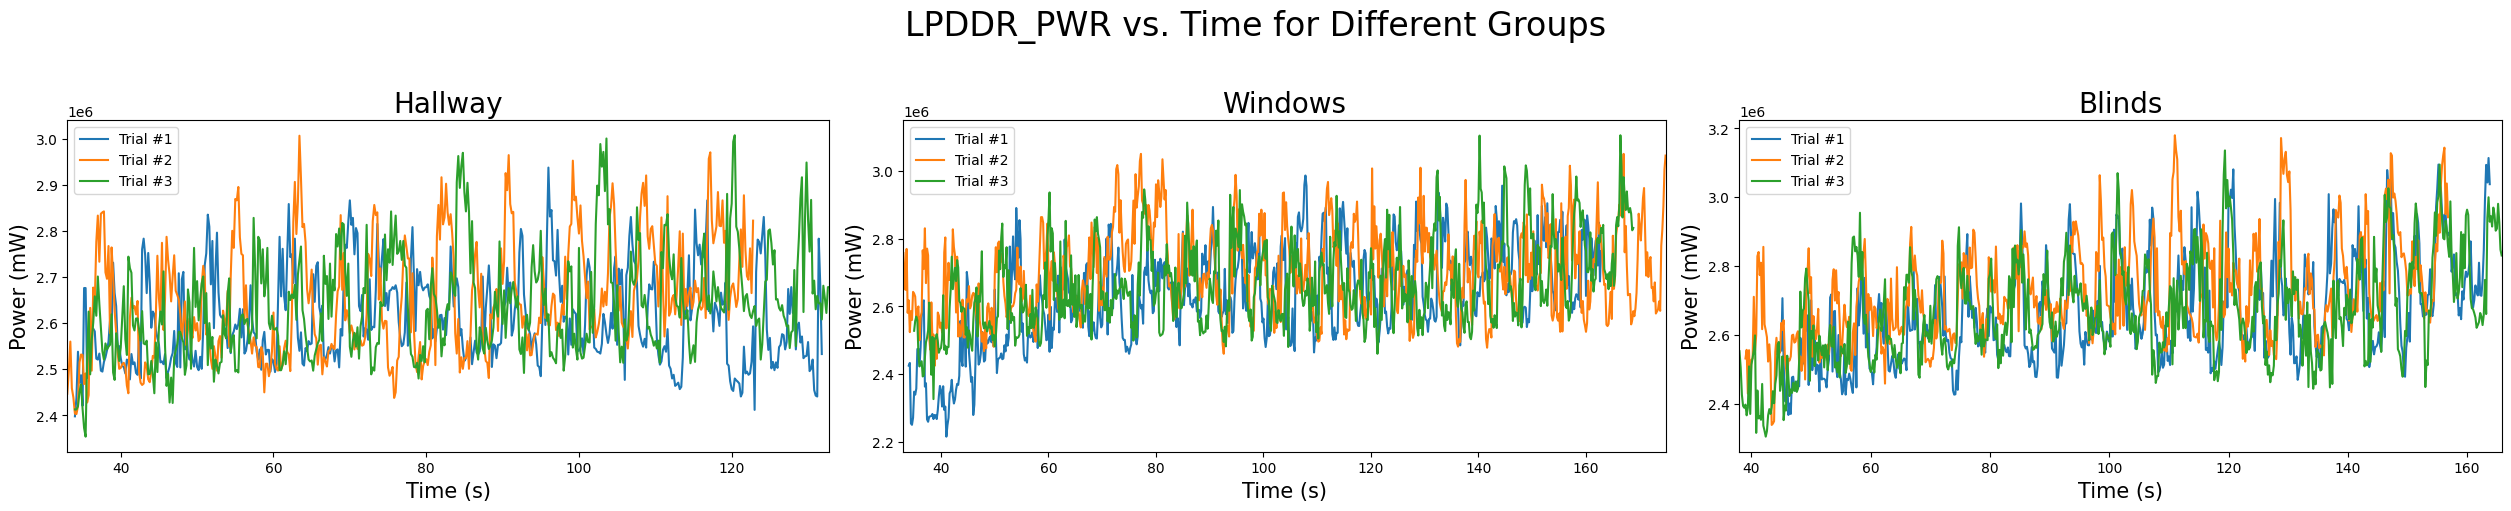 LPDDR_PWR vs. Time for Different Groups
Hallway
1e6
Trial #1
Trial #2
Trial #3
3.0
2.9
2.8
2.7
2.6
2.5
2.4
Power (mW)
40 60 80 100 120
Time (s)
Windows
1e6
Trial #1
Trial #2
Trial #3
3.0
2.8
2.6
2.4
2.2
Power (mW)
40 60 80 100 120 140 160
Time (s)
Blinds
1e6
Trial #1
Trial #2
Trial #3
3.2
3.0
2.8
2.6
2.4
Power (mW)
40 60 80 100 120 140 160
Time (s)